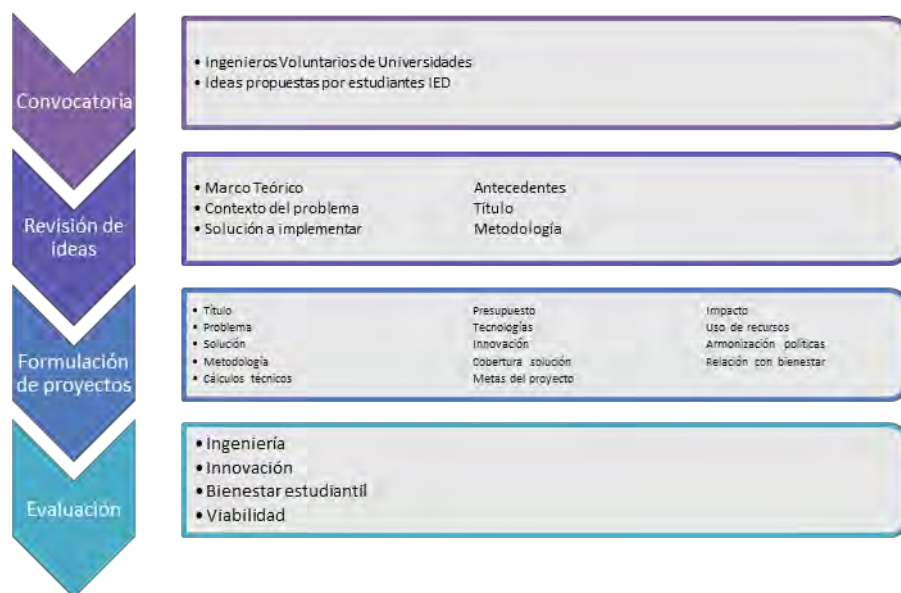 Convocatoria
• Ingenieros Voluntarios de Universidades
• Ideas propuestas por estudiantes IED
Revisión de
ideas
• Marco Teórico
• Contexto del problema
• Solución a implementar
Antecedentes
Título
Metodología
Formulación
de proyectos
• Título
• Problema
• Solución
• Metodología
• Cálculos técnicos
Presupuesto
Tecnologías
Innovación
Cobertura solución
Metas del proyecto
Impacto
Uso de recursos
Armonización políticas
Relación con bienestar
Evaluación
• Ingeniería
• Innovación
• Bienestar estudiantil
• Viabilidad